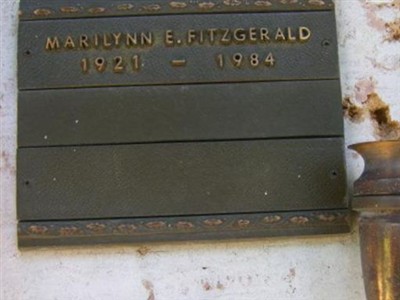 MARILYNN E. FITZGERALD
1921 – 1984